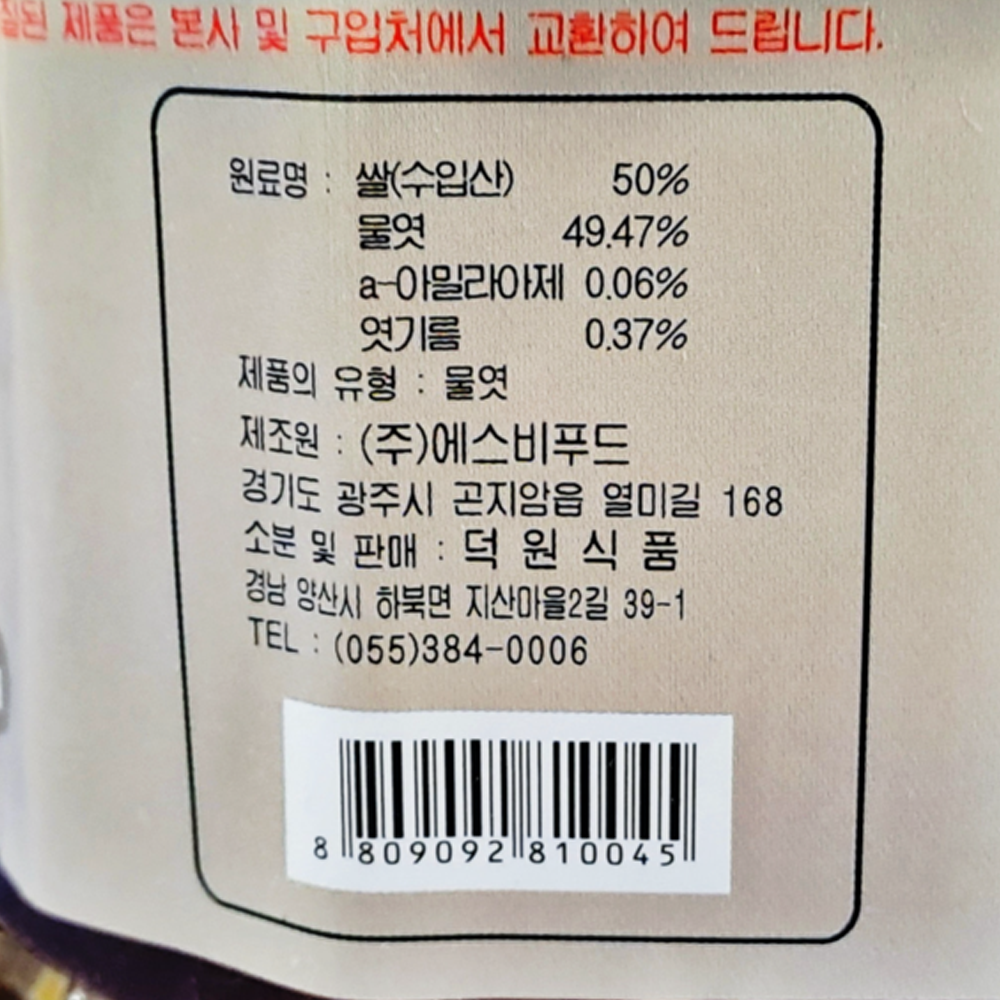 제품은 본사 및 구입처에서 교환하여 드립니다.
원료명 : 쌀(수입산) 50%
물엿 49.47%
a-아밀라아제 0.06%
엿기름 0.37%
제품의 유형 : 물엿
제조원 : (주)에스비푸드
경기도 광주시 곤지암읍 열미길 168
소분 및 판매 : 덕 원 식 품
경남 양산시 하북면 지산마을2길 39-1
TEL : (055)384-0006
8 809092 810045